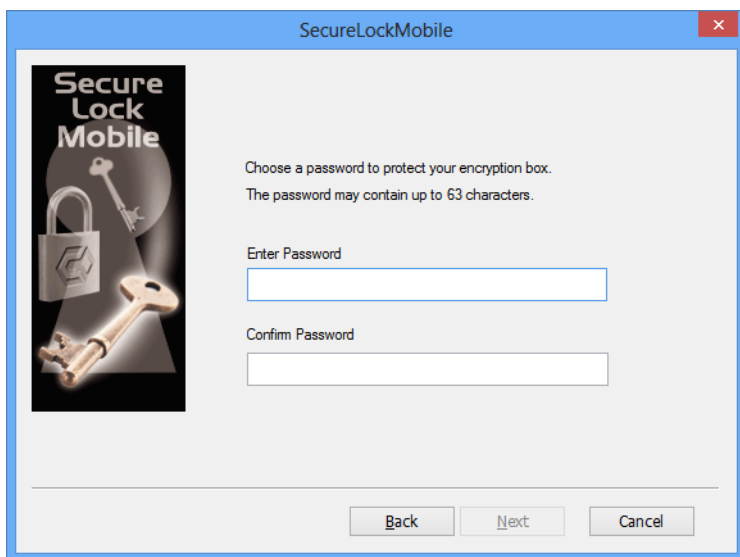 SecureLockMobile
Secure
Lock
Mobile
Choose a password to protect your encryption box.
The password may contain up to 63 characters.
Enter Password
Confirm Password
Back
Next
Cancel